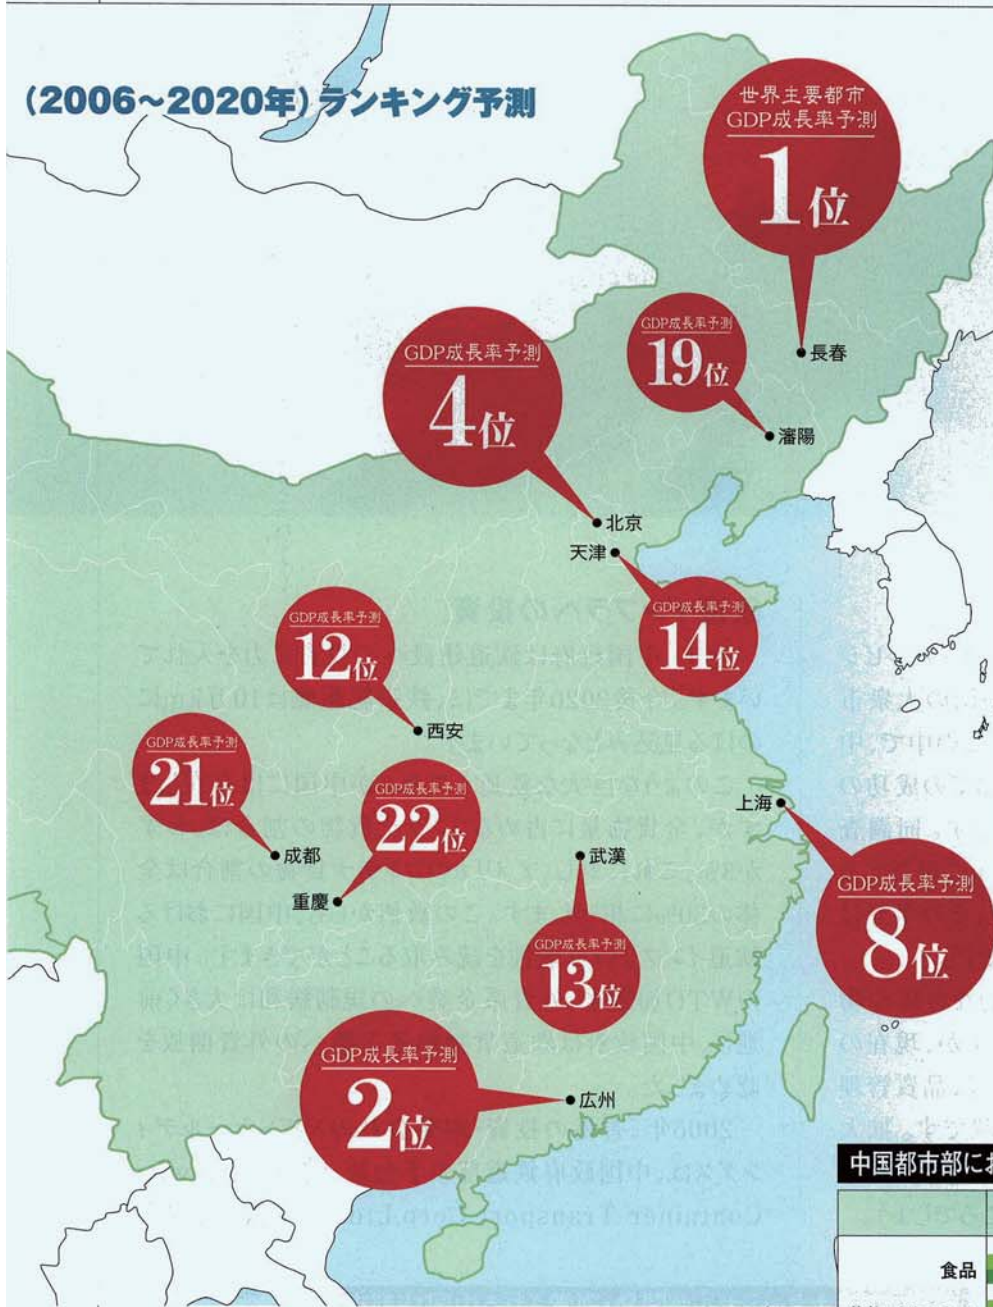 (2006～2020年)ランキング予測
世界主要都市
GDP成長率予測
1位
長春
GDP成長率予測
19位
瀋陽
GDP成長率予測
4位
北京
天津
GDP成長率予測
14位
GDP成長率予測
12位
西安
GDP成長率予測
21位
成都
GDP成長率予測
22位
重慶
上海
GDP成長率予測
8位
武漢
GDP成長率予測
13位
GDP成長率予測
2位
広州
中国都市部にお
食品